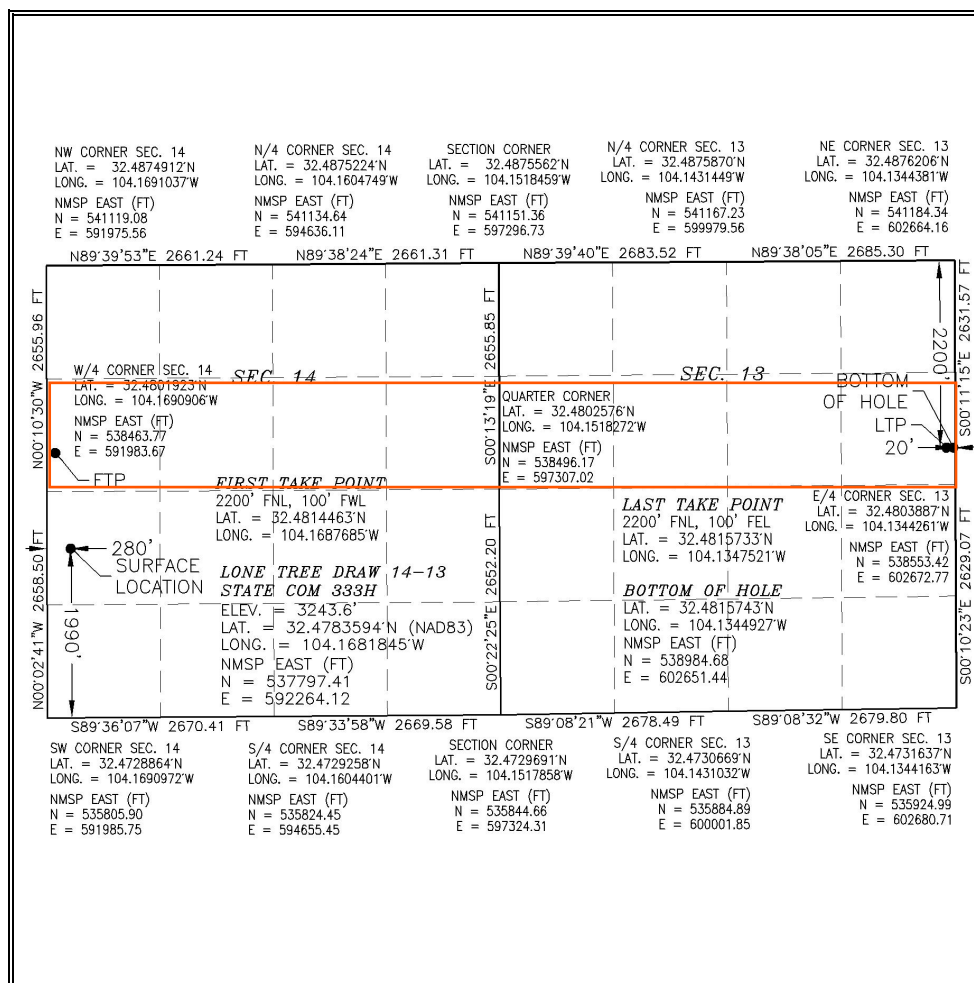 NW CORNER SEC. 14
LAT. = 32.4874912°N
LONG. = 104.1691037°W
NMSP EAST (FT)
N = 541119.08
E = 591975.56
N/4 CORNER SEC. 14
LAT. = 32.4875224°N
LONG. = 104.1604749°W
NMSP EAST (FT)
N = 541134.64
E = 594636.11
SECTION CORNER
LAT. = 32.4875562°N
LONG. = 104.1518459°W
NMSP EAST (FT)
N = 541151.36
E = 597296.73
N/4 CORNER SEC. 13
LAT. = 32.4875870°N
LONG. = 104.1431449°W
NMSP EAST (FT)
N = 541167.23
E = 599979.56
NE CORNER SEC. 13
LAT. = 32.4876206°N
LONG. = 104.1344381°W
NMSP EAST (FT)
N = 541184.34
E = 602664.16
N89°39'53"E 2661.24 FT
N89°38'24"E 2661.31 FT
N89°39'40"E 2683.52 FT
N89°38'05"E 2685.30 FT
N00°10'30"W 2655.96 FT
S00°13'19"E 2655.85 FT
2200'
S00°11'15"E 2631.57 FT
W/4 CORNER SEC. 14
LAT. = 32.4801923°N
LONG. = 104.1690906°W
NMSP EAST (FT)
N = 538463.77
E = 591983.67
SEC. 14
SEC. 13
QUARTER CORNER
LAT. = 32.4802576°N
LONG. = 104.1518272°W
NMSP EAST (FT)
N = 538496.17
E = 597307.02
BOTTOM
OF HOLE
LTP
20'
FTP
FIRST TAKE POINT
2200' FNL, 100' FWL
LAT. = 32.4814463°N
LONG. = 104.1687685°W
LAST TAKE POINT
2200' FNL, 100' FEL
LAT. = 32.4815733°N
LONG. = 104.1347521°W
E/4 CORNER SEC. 13
LAT. = 32.4803887°N
LONG. = 104.1344261°W
NMSP EAST (FT)
N = 538553.42
E = 602672.77
280'
SURFACE
LOCATION
1990'
N00°02'41"W 2658.50 FT
LONE TREE DRAW 14-13
STATE COM 333H
ELEV. = 3243.6'
LAT. = 32.4783594°N (NAD83)
LONG. = 104.1681845°W
NMSP EAST (FT)
N = 537797.41
E = 592264.12
S00°22'25"E 2652.20 FT
BOTTOM OF HOLE
LAT. = 32.4815743°N
LONG. = 104.1344927°W
NMSP EAST (FT)
N = 538984.68
E = 602651.44
S00°10'23"E 2629.07 FT
S89°36'07"W 2670.41 FT
S89°33'58"W 2669.58 FT
S89°08'21"W 2678.49 FT
S89°08'32"W 2679.80 FT
SW CORNER SEC. 14
LAT. = 32.4728864°N
LONG. = 104.1690972°W
NMSP EAST (FT)
N = 535805.90
E = 591985.75
S/4 CORNER SEC. 14
LAT. = 32.4729258°N
LONG. = 104.1604401°W
NMSP EAST (FT)
N = 535824.45
E = 594655.45
SECTION CORNER
LAT. = 32.4729691°N
LONG. = 104.1517858°W
NMSP EAST (FT)
N = 535844.66
E = 597324.31
S/4 CORNER SEC. 13
LAT. = 32.4730669°N
LONG. = 104.1431032°W
NMSP EAST (FT)
N = 535884.89
E = 600001.85
SE CORNER SEC. 13
LAT. = 32.4731637°N
LONG. = 104.1344163°W
NMSP EAST (FT)
N = 535924.99
E = 602680.71